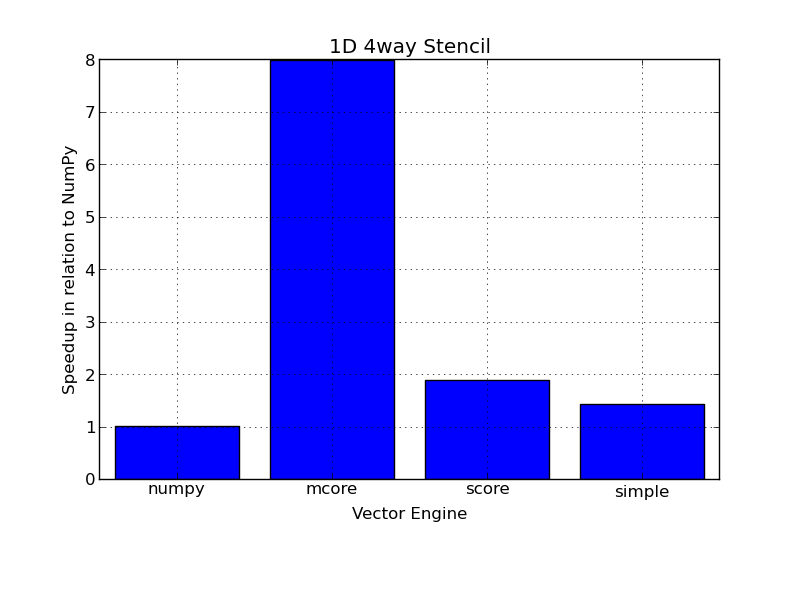 1D 4way Stencil
Speedup in relation to NumPy
8
7
6
5
4
3
2
1
0
numpy mcore score simple
Vector Engine